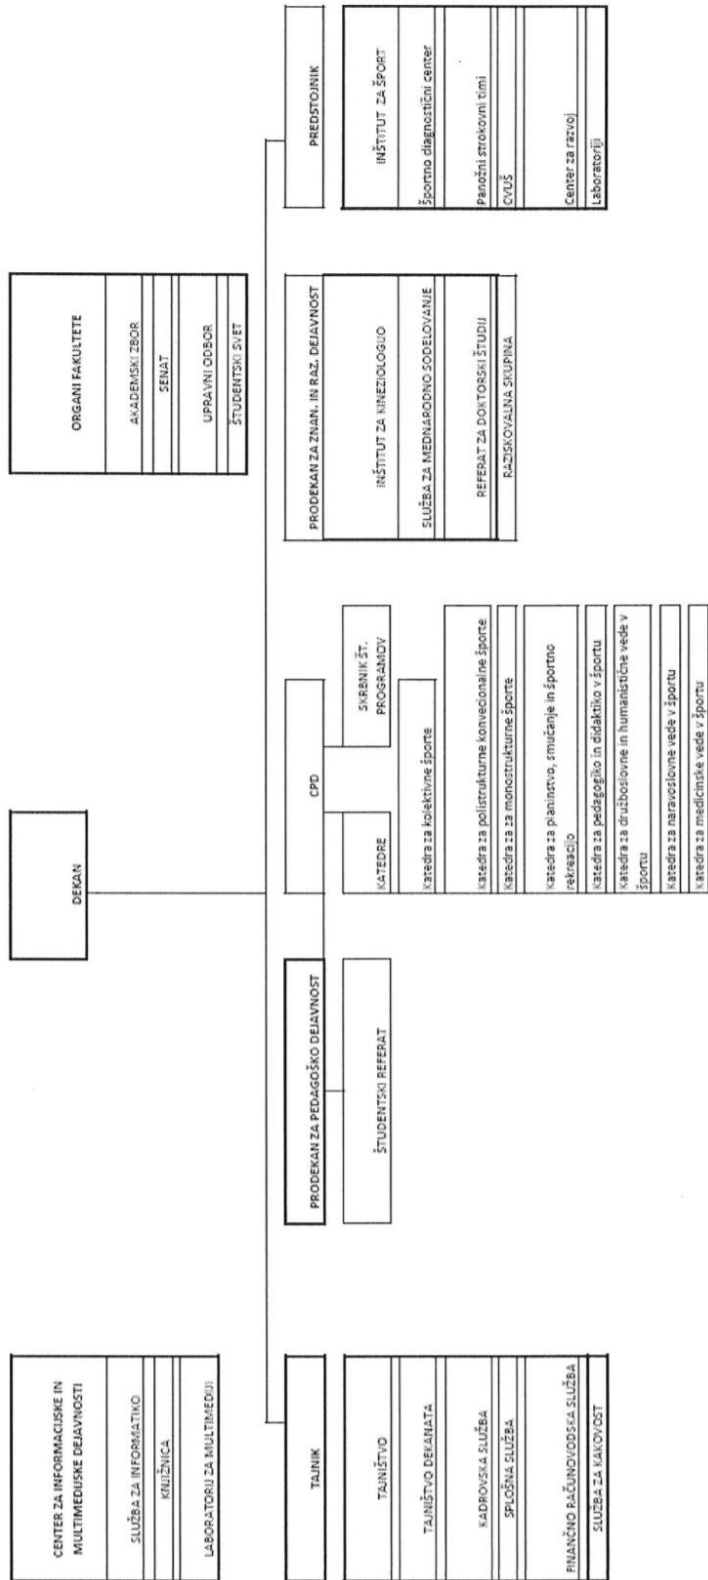 CENTER ZA INFORMACIJSKE IN
MULTIMEDIJSKE DEJAVNOSTI
SLUŽBA ZA INFORMATIKO
KNJIŽNICA
LABORATORIJ ZA MULTIMEDIJI
DEKAN
ORGANI FAKULTETE
AKADEMSKI ZBOR
SENAT
UPRAVNI ODBOR
ŠTUDENTSKI SVET
TAJNIK
TAJNIŠTVO
TAJNIŠTVO DEKANATA
KADROVSKA SLUŽBA
SPLOŠNA SLUŽBA
FINANČNO RAČUNOVODSKA SLUŽBA
SLUŽBA ZA KAKOVOST
PRODEKAN ZA PEDAGOŠKO DEJAVNOST
ŠTUDENTSKI REFERAT
CPD
KATEDRE
SKRBNIK ŠT.
PROGRAMOV
Katedra za kolektivne športe
Katedra za polistrukturne konvecionalne športe
Katedra za za monostrukturne športe
Katedra za planinstvo, smučanje in športno
rekreacijo
Katedra za pedagogiko in didaktiko v športu
Katedra za družboslovne in humanistične vede v
športu
Katedra za naravoslovne vede v športu
Katedra za medicinske vede v športu
PRODEKAN ZA ZNAN. IN RAZ. DEJAVNOST
INŠTITUT ZA KINEZIOLOGIJO
SLUŽBA ZA MEDNARODNO SODELOVANJE
REFERAT ZA DOKTORSKI ŠTUDIJ
RAZISKOVALNA SKUPINA
PREDSTOJNIK
INŠTITUT ZA ŠPORT
Športno diagnostični center
Panožni strokovni timi
CVUŠ
Center za razvoj
Laboratoriji